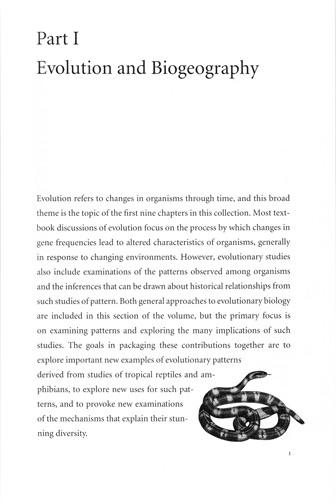 Part I
Evolution and Biogeography
Evolution refers to changes in organisms through time, and this broad
theme is the topic of the first nine chapters in this collection. Most text-
book discussions of evolution focus on the process by which changes in
gene frequencies lead to altered characteristics of organisms, generally
in response to changing environments. However, evolutionary studies
also include examinations of the patterns observed among organisms
and the inferences that can be drawn about historical relationships from
such studies of pattern. Both general approaches to evolutionary biology
are included in this section of the volume, but the primary focus is
on examining patterns and exploring the many implications of such
studies. The goals in packaging these contributions together are to
explore important new examples of evolutionary patterns
derived from studies of tropical reptiles and am-
phibians, to explore new uses for such pat-
terns, and to provoke new examinations
of the mechanisms that explain their stun-
ning diversity.
1